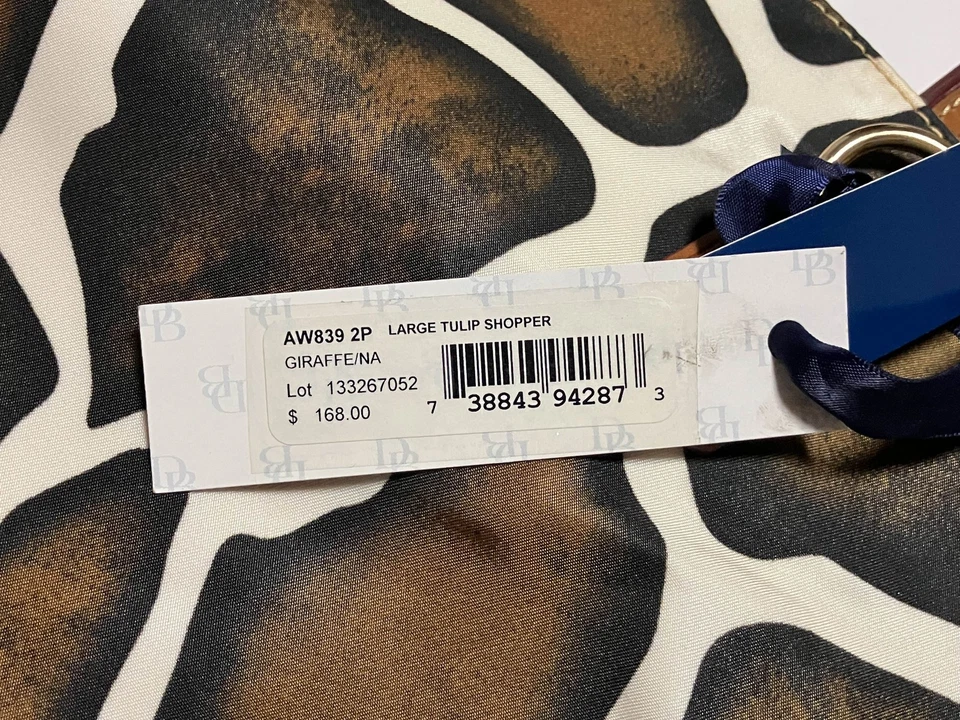 AW839 2P LARGE TULIP SHOPPER
GIRAFFE/NA
Lot 133267052
$ 168.00
7 38843 94287 3